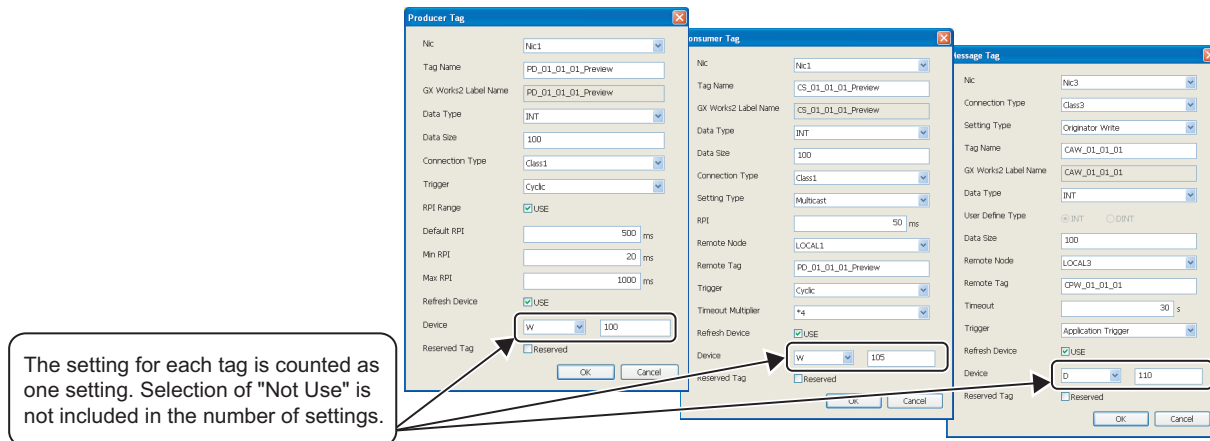 Producer Tag
Nic Nic1
Tag Name PD_01_01_01_Preview
GX Works2 Label Name PD_01_01_01_Preview
Data Type INT
Data Size 100
Connection Type Class1
Trigger Cyclic
RPI Range USE
Default RPI 500 ms
Min RPI 20 ms
Max RPI 1000 ms
Refresh Device USE
Device W 100
Reserved Tag Reserved
OK Cancel
onsumer Tag
Nic Nic1
Tag Name CS_01_01_01_Preview
GX Works2 Label Name CS_01_01_01_Preview
Data Type INT
Data Size 100
Connection Type Class1
Setting Type Multicast
RPI 50 ms
Remote Node LOCAL1
Remote Tag PD_01_01_01_Preview
Trigger Cyclic
Timeout Multiplier *4
Refresh Device USE
Device W 105
Reserved Tag Reserved
OK Cancel
essage Tag
Nic Nic3
Connection Type Class3
Setting Type Originator Write
Tag Name CAW_01_01_01
GX Works2 Label Name CAW_01_01_01
Data Type INT
User Define Type INT DINT
Data Size 100
Remote Node LOCAL3
Remote Tag CPW_01_01_01
Timeout 30 s
Trigger Application Trigger
Refresh Device USE
Device D 110
Reserved Tag Reserved
OK Cancel
The setting for each tag is counted as
one setting. Selection of "Not Use" is
not included in the number of settings.